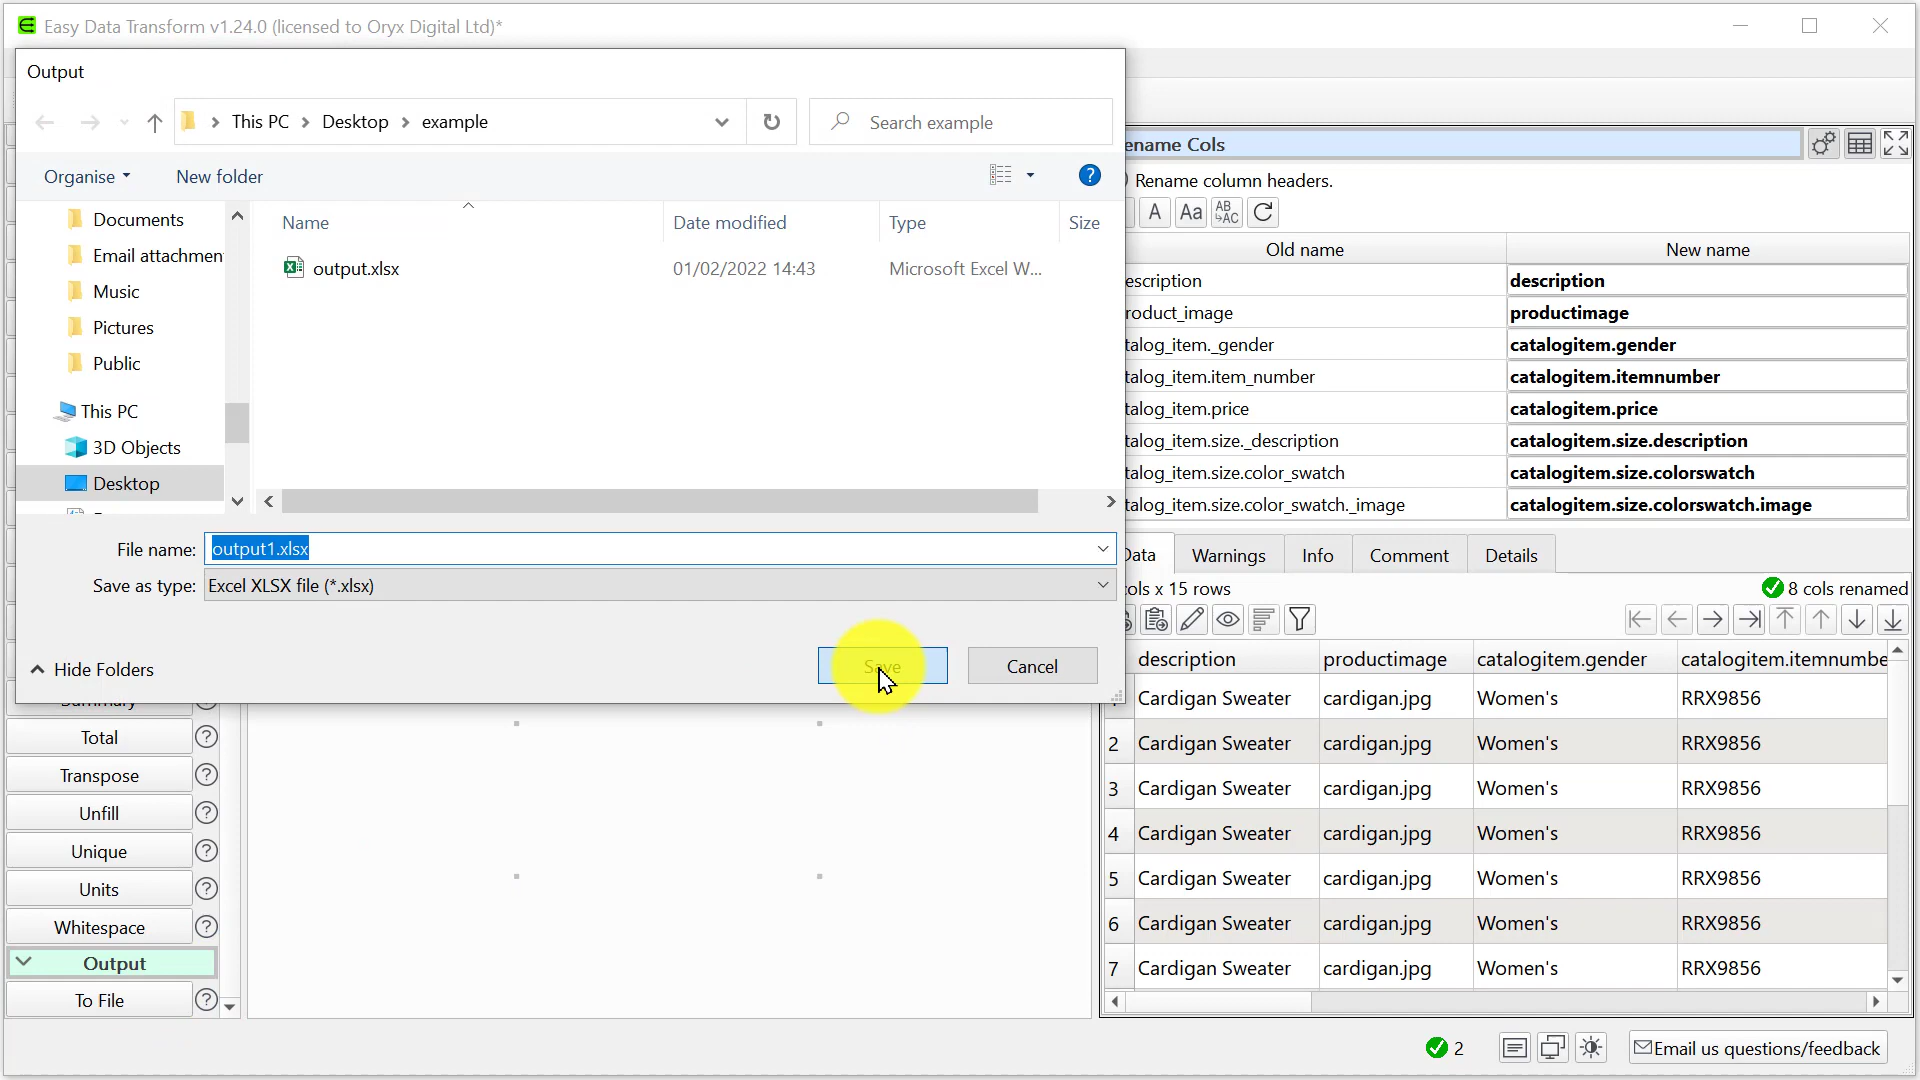 Easy Data Transform v1.24.0 (licensed to Oryx Digital Ltd)*
Output
This PC > Desktop > example
Search example
Organise
New folder
?
Documents
Email attachmen
Music
Pictures
Public
This PC
3D Objects
Desktop
Name
Date modified
Type
Size
output.xlsx
01/02/2022 14:43
Microsoft Excel W...
File name:
output1.xlsx
Save as type:
Excel XLSX file (*.xlsx)
Hide Folders
Save
Cancel
ename Cols
Rename column headers.
A
Aa
AB
AC
Old name
New name
escription
description
roduct_image
productimage
talog_item._gender
catalogitem.gender
talog_item.item_number
catalogitem.itemnumber
talog_item.price
catalogitem.price
talog_item.size._description
catalogitem.size.description
talog_item.size.color_swatch
catalogitem.size.colorswatch
talog_item.size.color_swatch._image
catalogitem.size.colorswatch.image
Data
Warnings
Info
Comment
Details
cols x 15 rows
8 cols renamed
description
productimage
catalogitem.gender
catalogitem.itemnumbe
Cardigan Sweater cardigan.jpg Women's RRX9856
2 Cardigan Sweater cardigan.jpg Women's RRX9856
3 Cardigan Sweater cardigan.jpg Women's RRX9856
4 Cardigan Sweater cardigan.jpg Women's RRX9856
5 Cardigan Sweater cardigan.jpg Women's RRX9856
6 Cardigan Sweater cardigan.jpg Women's RRX9856
7 Cardigan Sweater cardigan.jpg Women's RRX9856
Summary
Total ?
Transpose ?
Unfill ?
Unique ?
Units ?
Whitespace ?
Output
To File ?
2
Email us questions/feedback